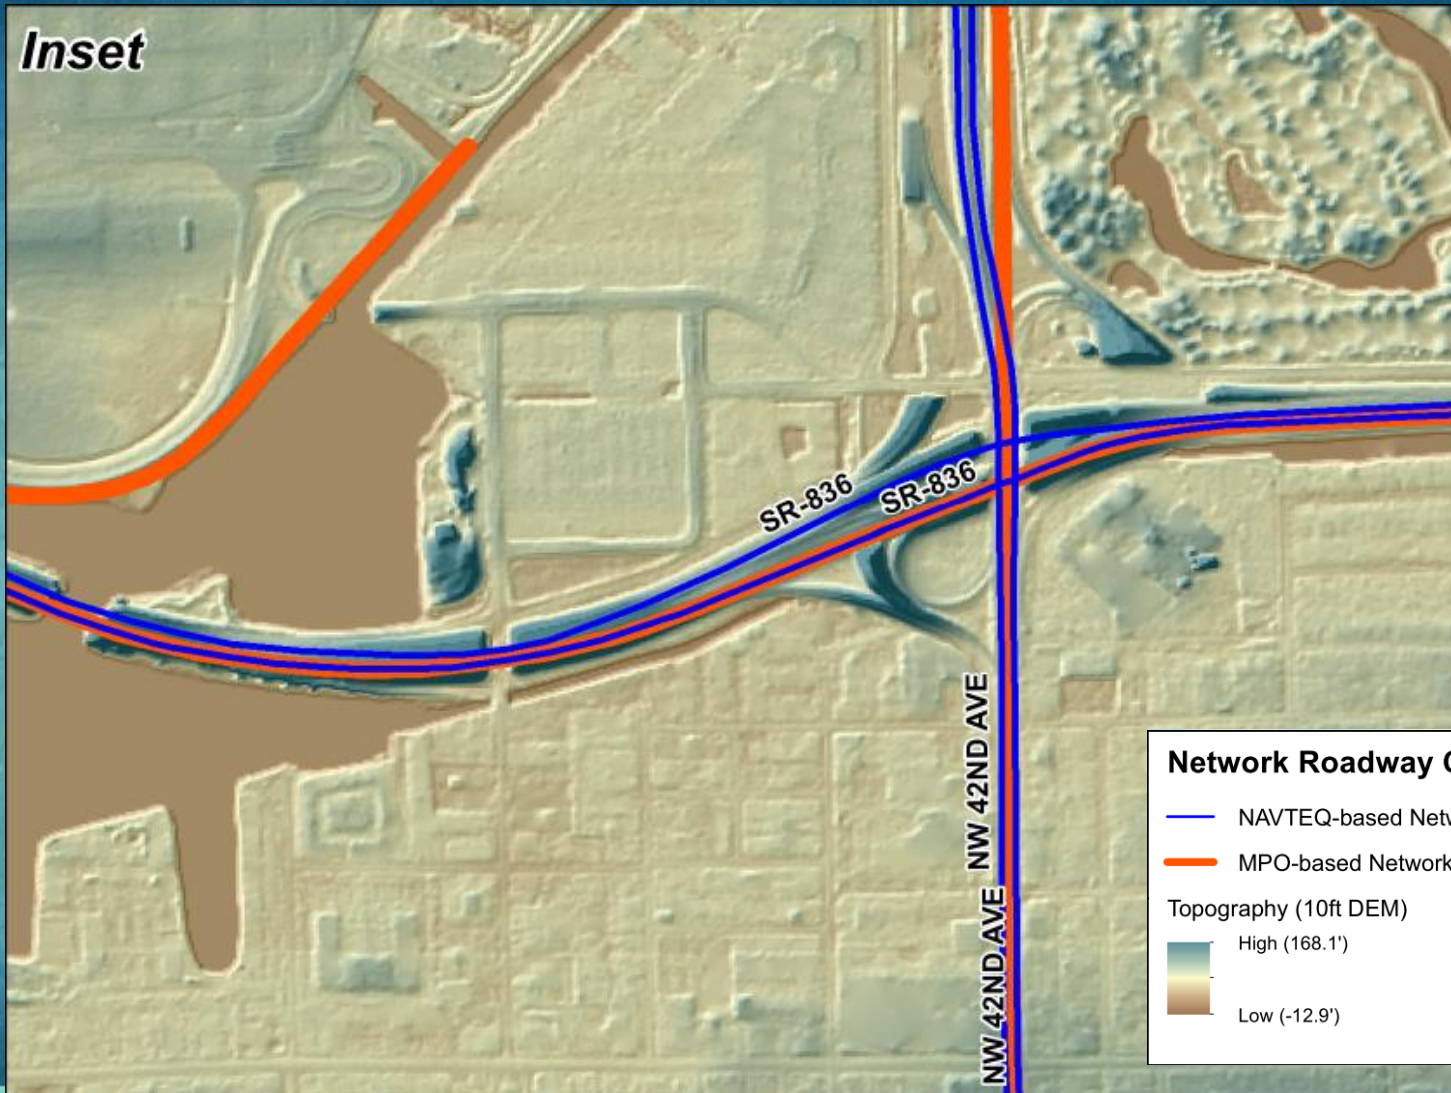 Inset
SR-836
SR-836
NW 42ND AVE
NW 42ND AVE
Network Roadway
NAVTEQ-based
MPO-based Network
Topography (10ft DEM)
High (168.1')
Low (-12.9')